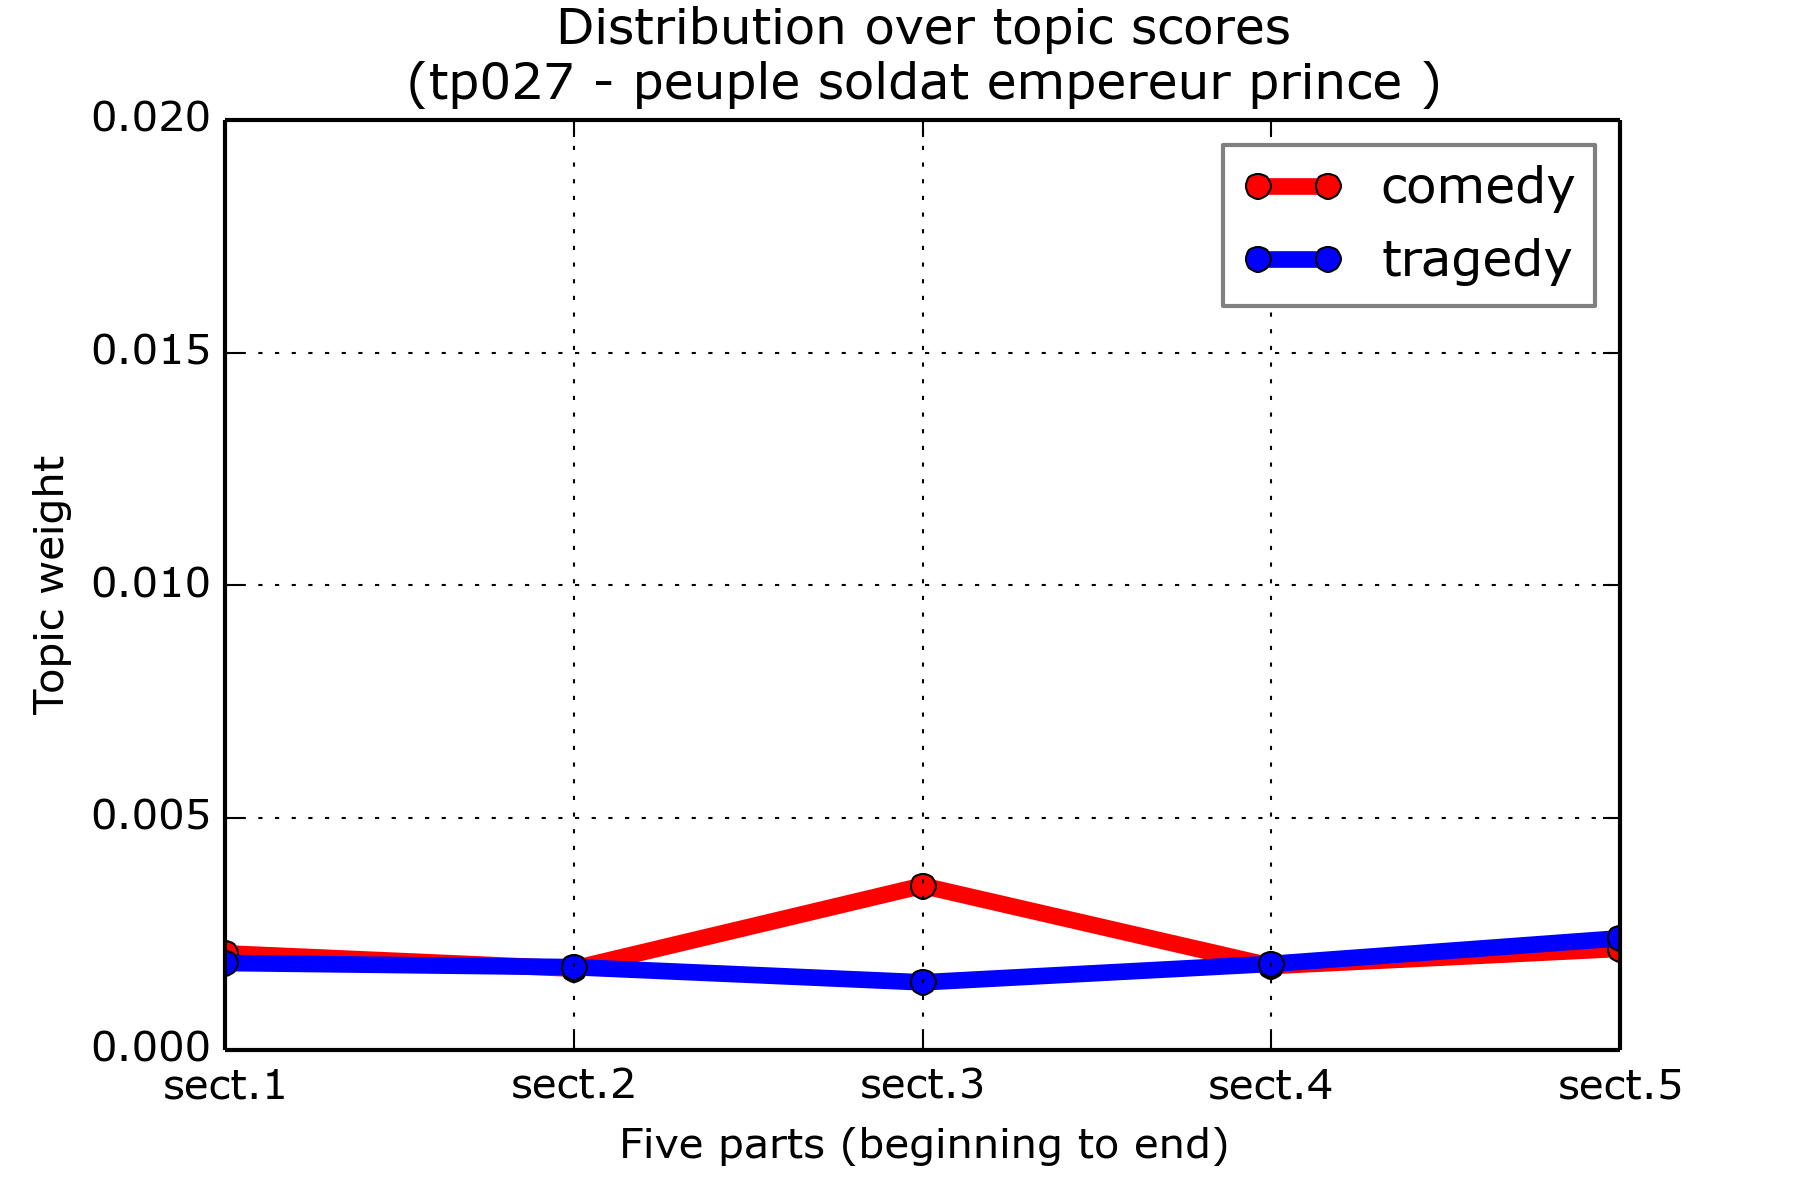 Distribution over topic scores
(tp027 - peuple soldat empereur prince )
0.020
0.015
0.010
0.005
0.000
Topic weight
comedy
tragedy
sect.1 sect.2 sect.3 sect.4 sect.5
Five parts (beginning to end)